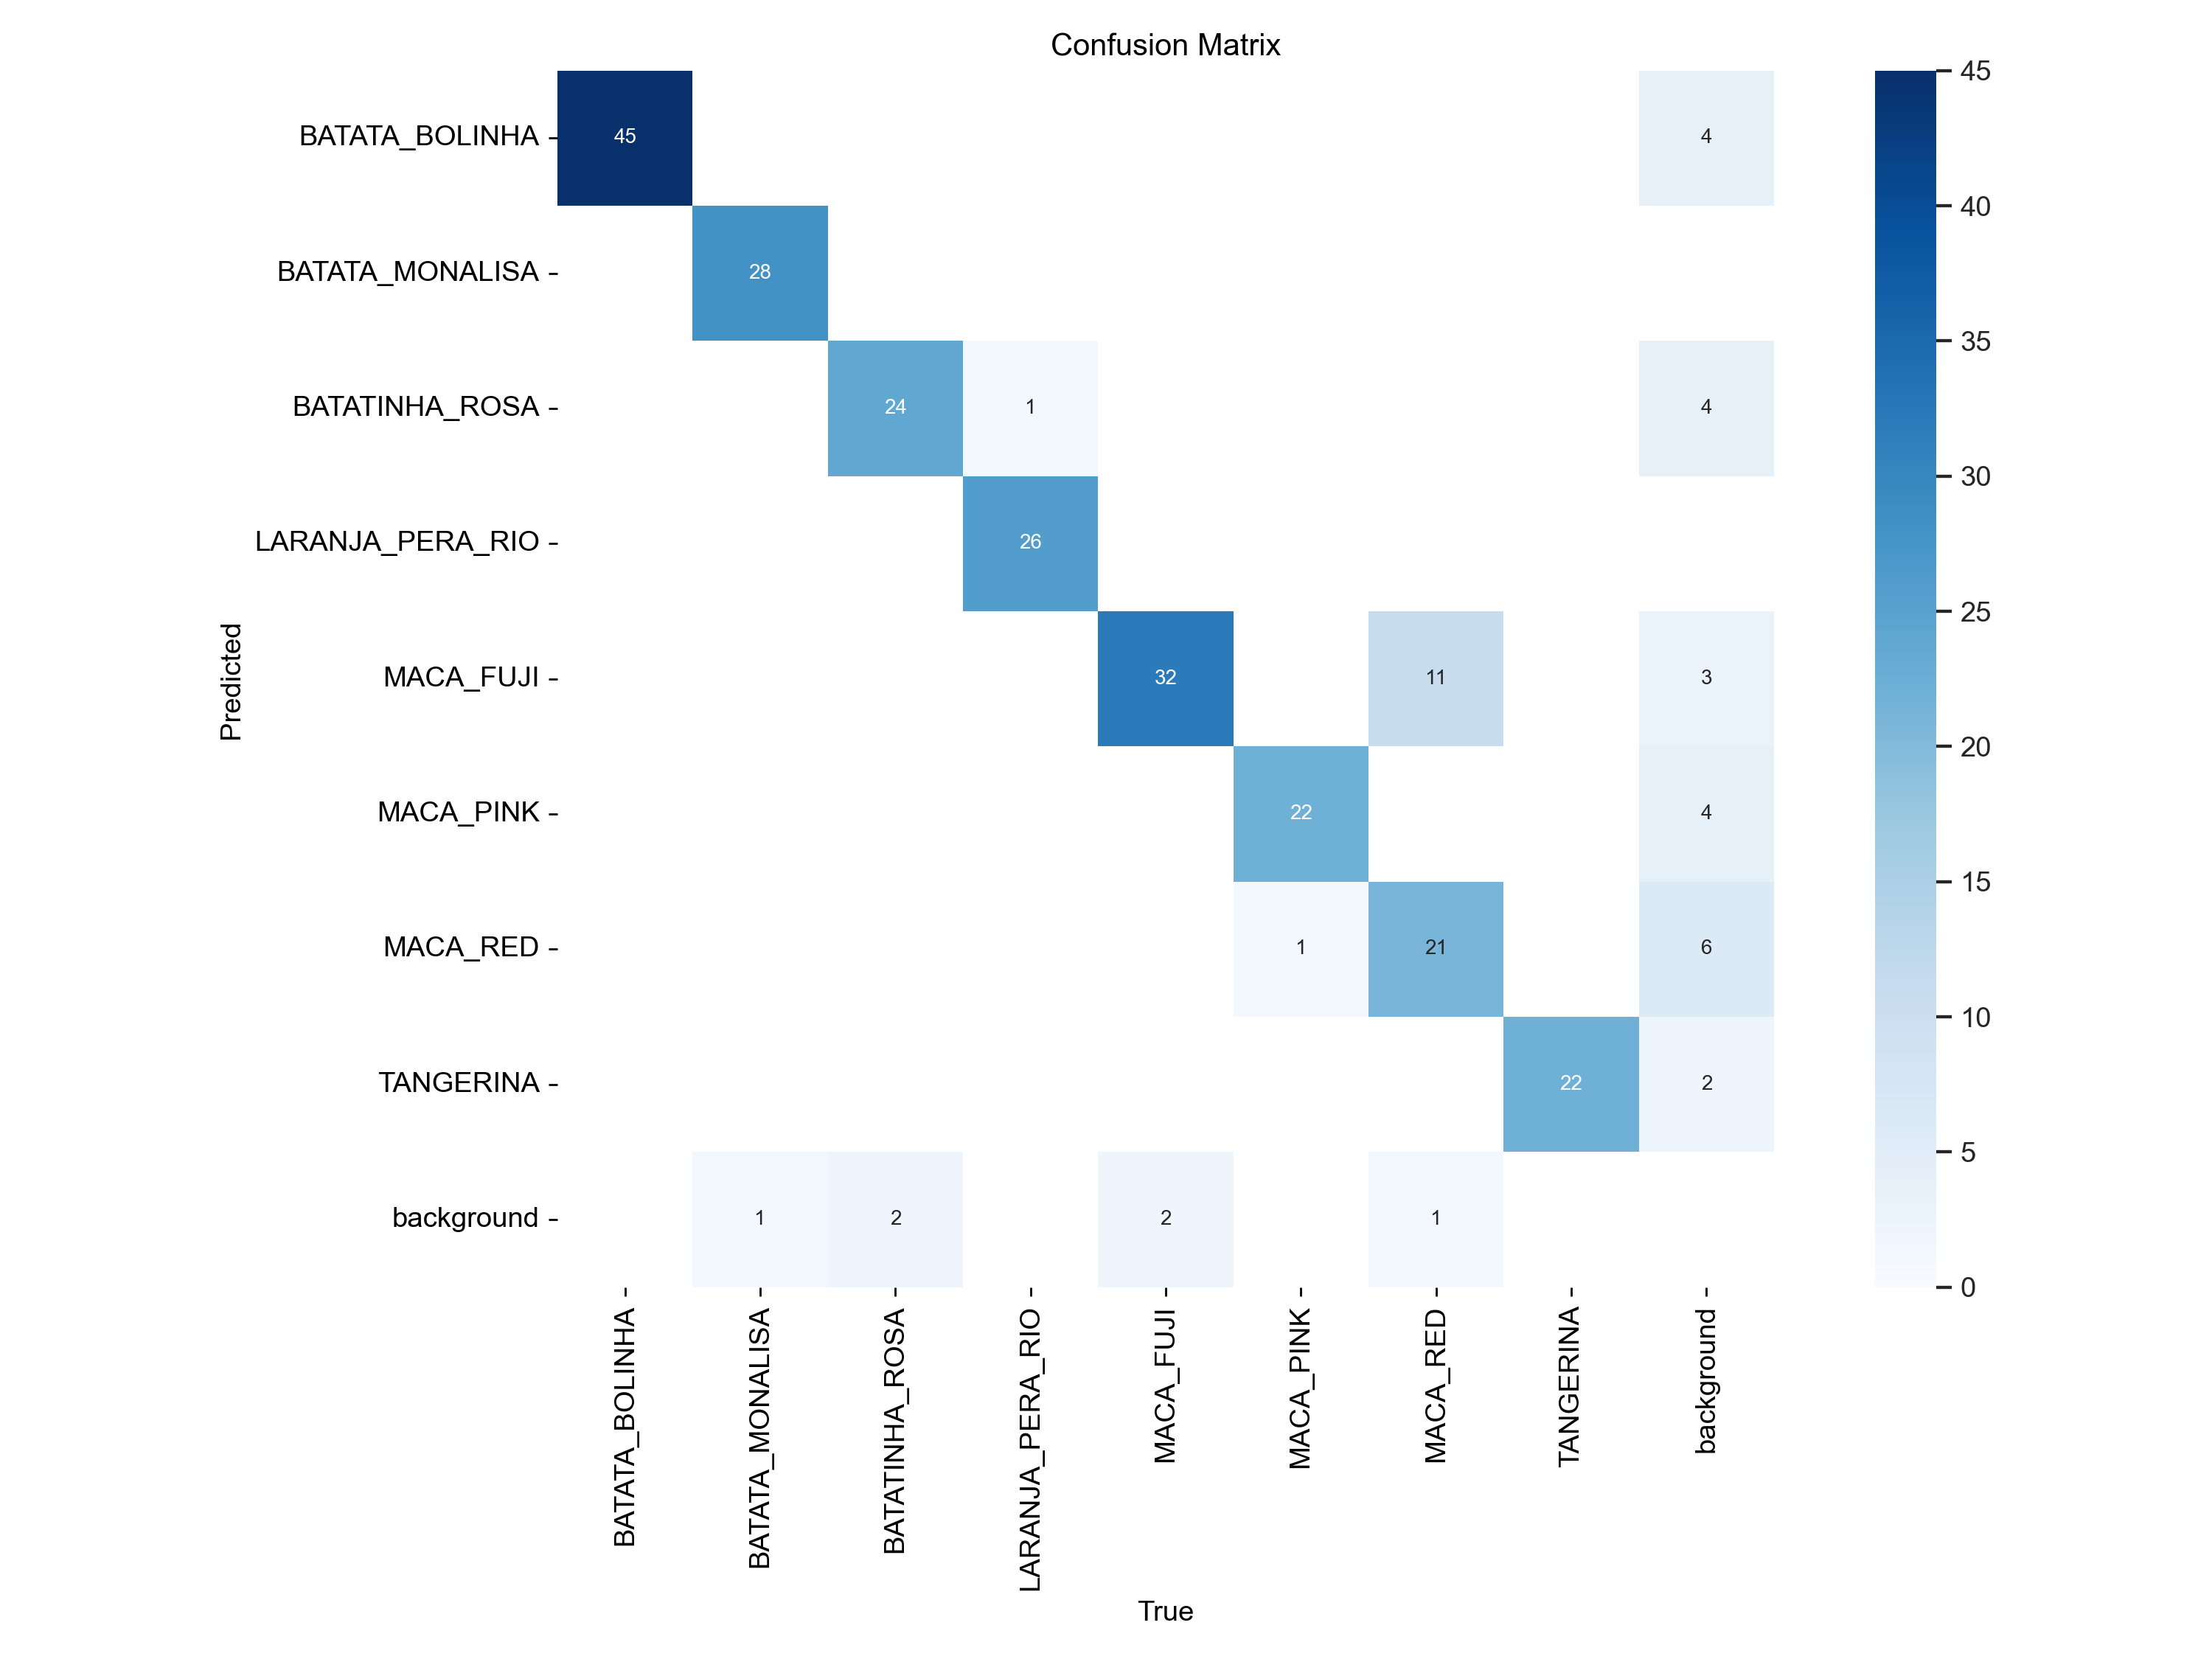 Confusion Matrix
BATATA_BOLINHA
45
4
BATATA_MONALISA
28
BATATINHA_ROSA
24
1
4
LARANJA_PERA_RIO
26
MACA_FUJI
32
11
3
MACA_PINK
22
4
MACA_RED
1
21
6
TANGERINA
22
2
background
1
2
2
1
Predicted
BATATA_BOLINHA
BATATA_MONALISA
BATATINHA_ROSA
LARANJA_PERA_RIO
MACA_FUJI
MACA_PINK
MACA_RED
TANGERINA
background
True
45
40
35
30
25
20
15
10
5
0